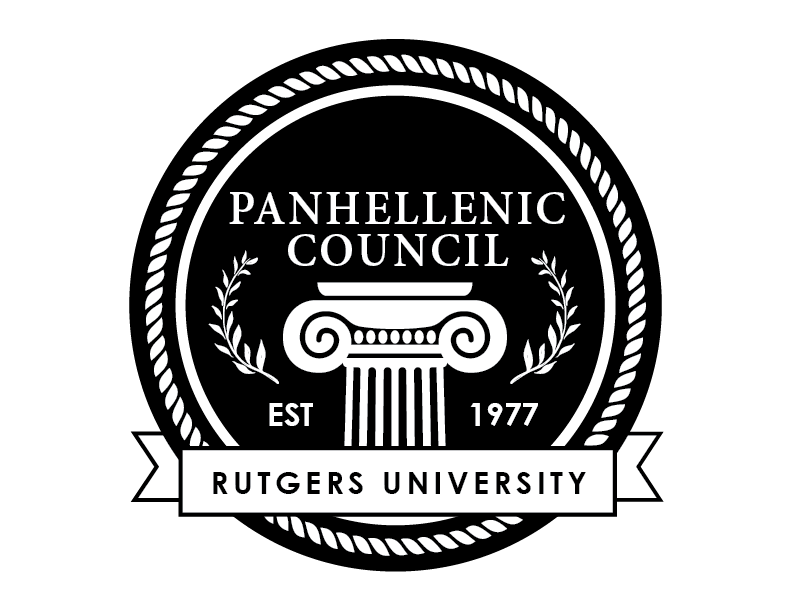 PANHELLENIC
COUNCIL
EST 1977
RUTGERS UNIVERSITY